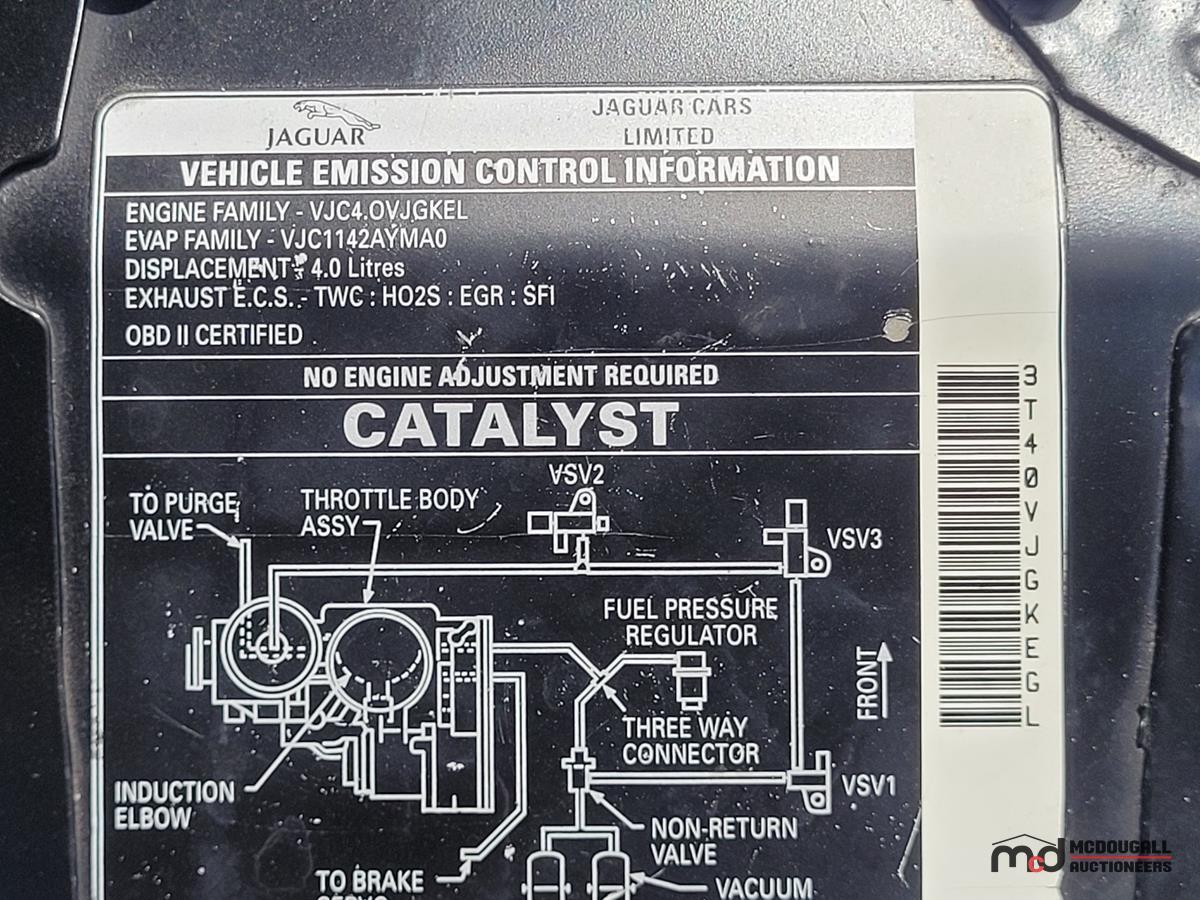 JAGUAR
JAGUAR CARS
LIMITED
VEHICLE EMISSION CONTROL INFORMATION
ENGINE FAMILY - VJC4.OVJGKEL
EVAP FAMILY - VJC1142AYMA0
DISPLACEMENT - 4.0 Litres
EXHAUST E.C.S. - TWC : HO2S : EGR : SFI
OBD II CERTIFIED
NO ENGINE ADJUSTMENT REQUIRED
CATALYST
VSV2
TO PURGE
VALVE
THROTTLE BODY
ASSY
VSV3
FUEL PRESSURE
REGULATOR
FRONT
THREE WAY
CONNECTOR
INDUCTION
ELBOW
VSV1
NON-RETURN
VALVE
TO BRAKE
SERVO
VACUUM
3T40VJGKEGL
mcd MCDOUGALL
AUCTIONEERS